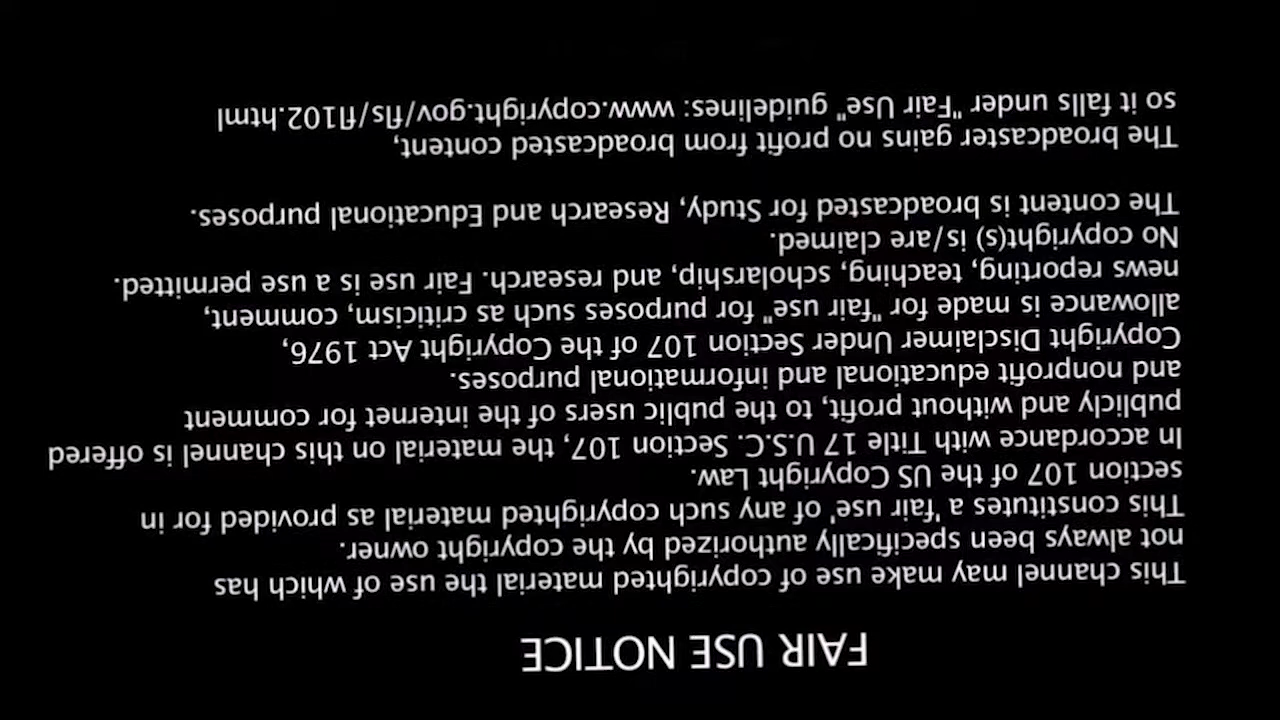 FAIR USE NOTICE
This channel may make use of copyrighted material the use of which has
not always been specifically authorized by the copyright owner.
This constitutes a 'fair use' of any such copyrighted material as provided for in
section 107 of the US Copyright Law.
In accordance with Title 17 U.S.C. Section 107, the material on this channel is offered
publicly and without profit, to the public users of the internet for comment
and nonprofit educational and informational purposes.
Copyright Disclaimer Under Section 107 of the Copyright Act 1976,
allowance is made for "fair use" for purposes such as criticism, comment,
news reporting, teaching, scholarship, and research. Fair use is a use permitted.
No copyright(s) is/are claimed.
The content is broadcasted for Study, Research and Educational purposes.
The broadcaster gains no profit from broadcasted content,
so it falls under "Fair Use" guidelines: www.copyright.gov/fls/fl102.html